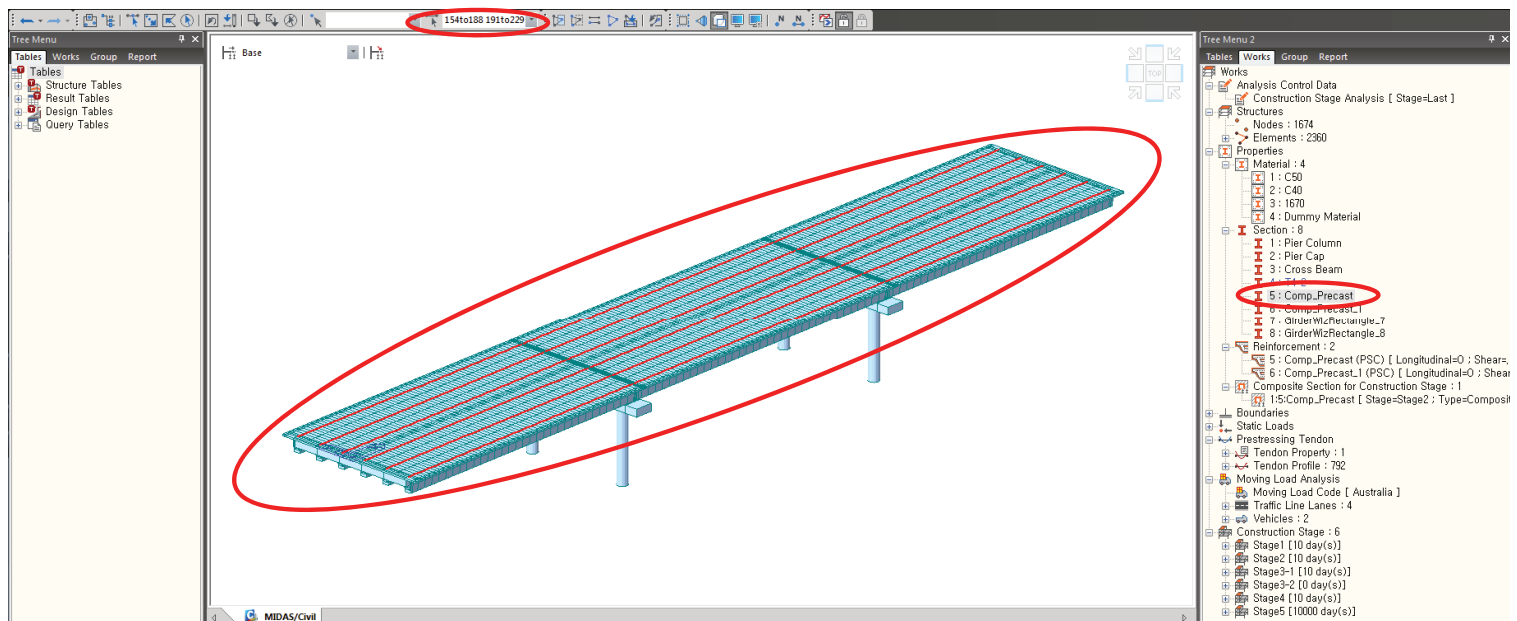 154to188 191to229
Tree Menu
Tables Works Group Report
Tables
Structure Tables
Result Tables
Design Tables
Query Tables
Base
TOP
MIDAS/Civil
Tree Menu 2
Tables Works Group Report
Works
Analysis Control Data
Construction Stage Analysis [ Stage=Last ]
Structures
Nodes : 1674
Elements : 2360
Properties
Material : 4
1 : C50
2 : C40
3 : 1670
4 : Dummy Material
Section : 8
1 : Pier Column
2 : Pier Cap
3 : Cross Beam
5 : Comp_Precast
6 : Comp_Precast_1
7 : GirderWizRectangle_7
8 : GirderWizRectangle_8
Reinforcement : 2
5 : Comp_Precast (PSC) [ Longitudinal=O ; Shear=,
6 : Comp_Precast_1 (PSC) [ Longitudinal=O ; Shear
Composite Section for Construction Stage : 1
1:5:Comp_Precast [ Stage=Stage2 ; Type=Composit
Boundaries
Static Loads
Prestressing Tendon
Tendon Property : 1
Tendon Profile : 792
Moving Load Analysis
Moving Load Code [ Australia ]
Traffic Line Lanes : 4
Vehicles : 2
Construction Stage : 6
Stage1 [10 day(s)]
Stage2 [10 day(s)]
Stage3-1 [10 day(s)]
Stage3-2 [0 day(s)]
Stage4 [10 day(s)]
Stage5 [10000 day(s)]